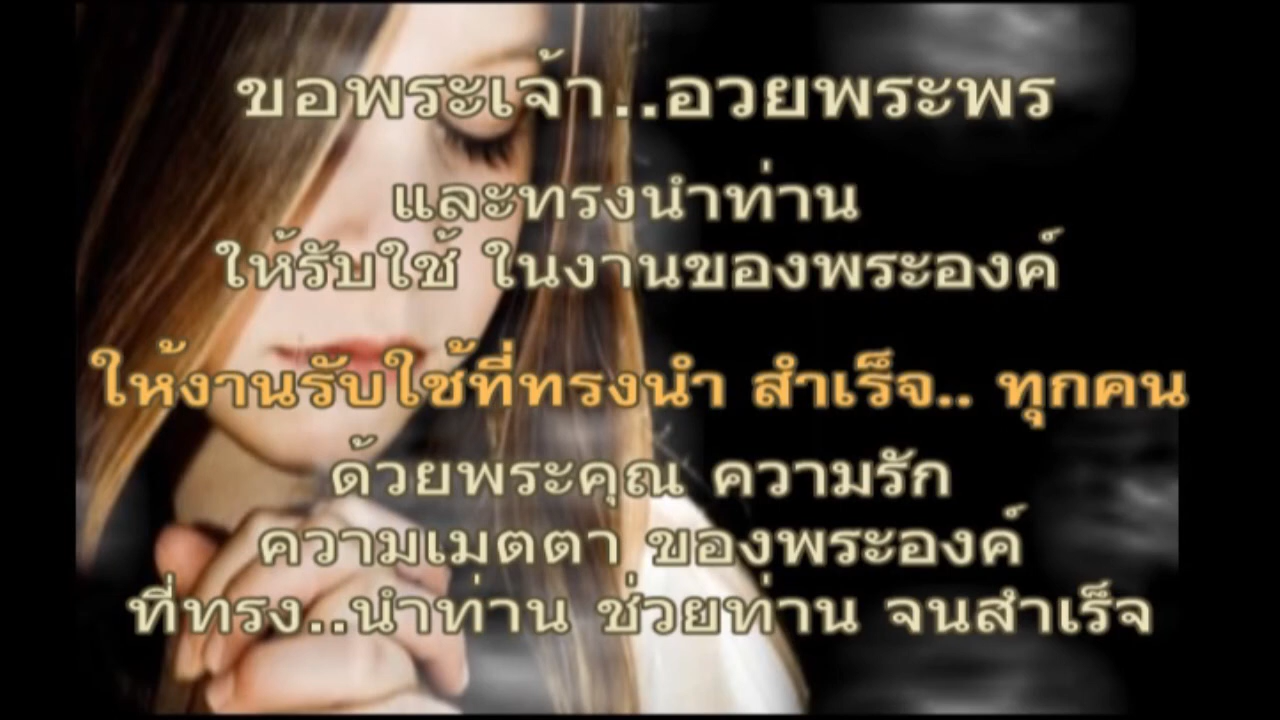 ขอพระเจ้า..อวยพระพร
และทรงนำท่าน
ให้รับใช้ ในงานของพระองค์
ให้งานรับใช้ที่ทรงนำ สำเร็จ.. ทุกคน
ด้วยพระคุณ ความรัก
ความเมตตา ของพระองค์
ที่ทรง..นำท่าน ช่วยท่าน จนสำเร็จ